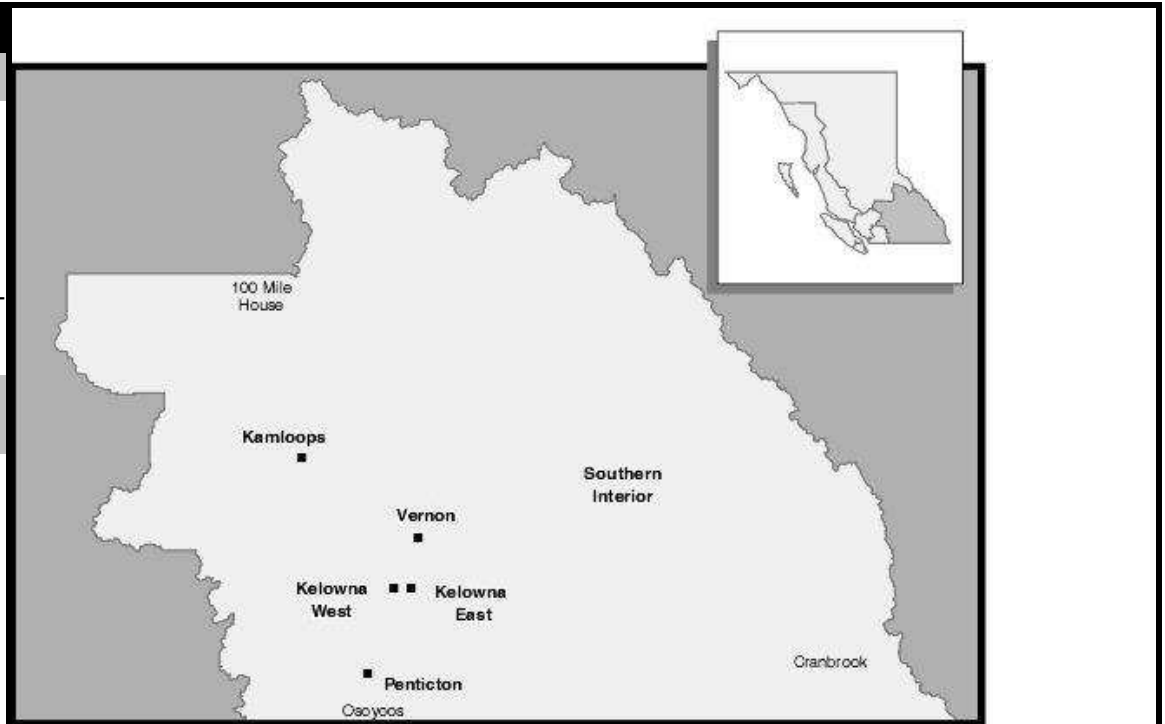 100 Mile
House
Kamloops
Southern
Interior
Vernon
Kelowna
West
Kelowna
East
Cranbrook
Penticton
Osoyoos